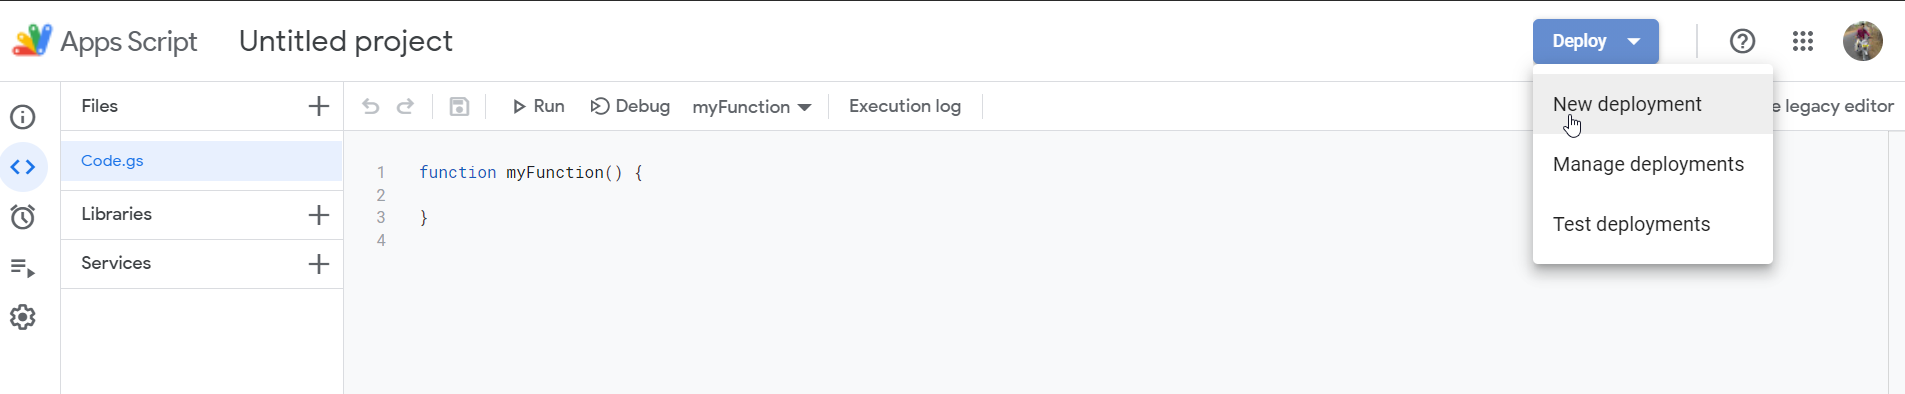 Apps Script Untitled project Deploy
New deployment
Manage deployments
Test deployments
Files
Run Debug myFunction Execution log legacy editor
Code.gs
Libraries
Services
1 function myFunction() {
2
3 }
4